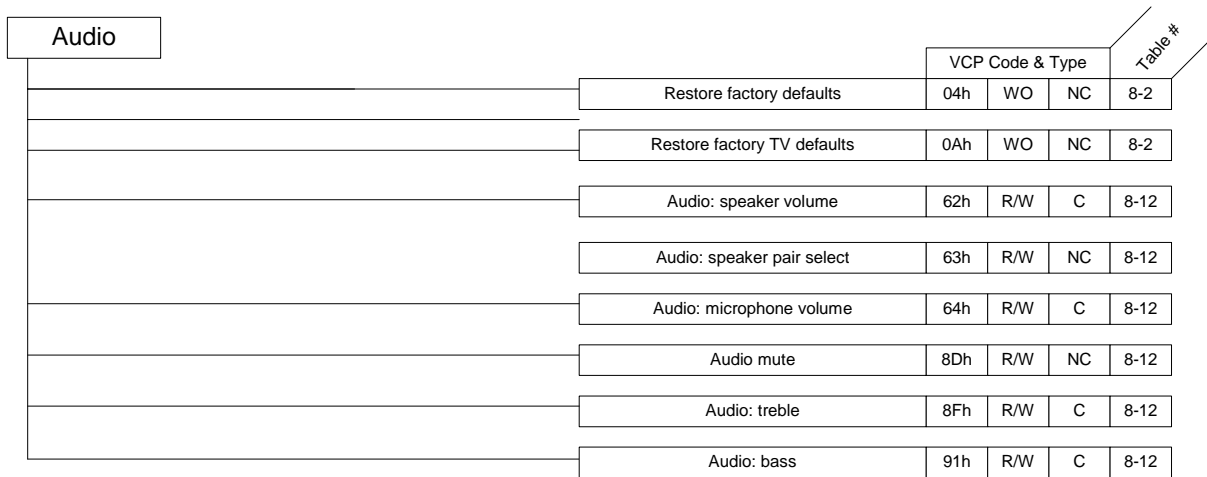 Audio
Table #
VCP Code & Type
Restore factory defaults 04h WO NC 8-2
Restore factory TV defaults 0Ah WO NC 8-2
Audio: speaker volume 62h R/W C 8-12
Audio: speaker pair select 63h R/W NC 8-12
Audio: microphone volume 64h R/W C 8-12
Audio mute 8Dh R/W NC 8-12
Audio: treble 8Fh R/W C 8-12
Audio: bass 91h R/W C 8-12